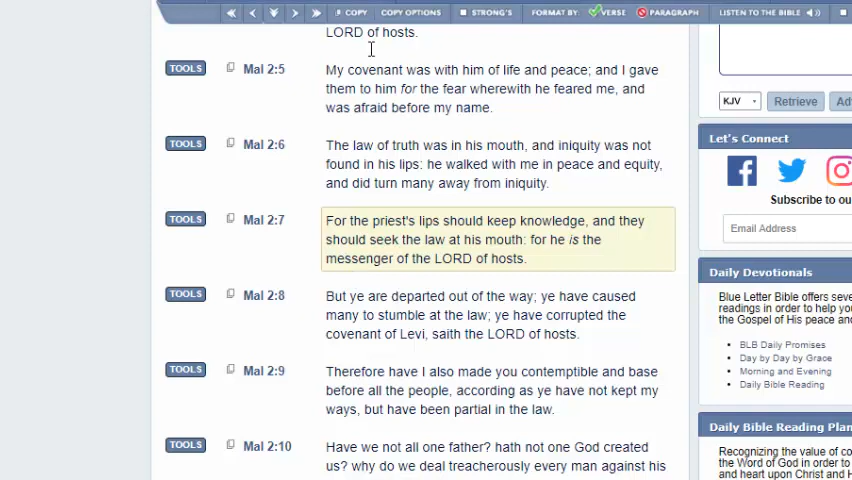 COPY COPY OPTIONS STRONG'S FORMAT BY: VERSE PARAGRAPH LISTEN TO THE BIBLE
LORD of hosts.
TOOLS Mal 2:5 My covenant was with him of life and peace; and I gave
them to him for the fear wherewith he feared me, and
was afraid before my name.
TOOLS Mal 2:6 The law of truth was in his mouth, and iniquity was not
found in his lips: he walked with me in peace and equity,
and did turn many away from iniquity.
TOOLS Mal 2:7 For the priest's lips should keep knowledge, and they
should seek the law at his mouth: for he is the
messenger of the LORD of hosts.
TOOLS Mal 2:8 But ye are departed out of the way; ye have caused
many to stumble at the law; ye have corrupted the
covenant of Levi, saith the LORD of hosts.
TOOLS Mal 2:9 Therefore have I also made you contemptible and base
before all the people, according as ye have not kept my
ways, but have been partial in the law.
TOOLS Mal 2:10 Have we not all one father? hath not one God created
us? why do we deal treacherously every man against his
KJV Retrieve Ad
Let's Connect
Subscribe to ou
Email Address
Daily Devotionals
Blue Letter Bible offers seve
readings in order to help yo
the Gospel of His peace an
BLB Daily Promises
Day by Day by Grace
Morning and Evening
Daily Bible Reading
Daily Bible Reading Plan
Recognizing the value of co
the Word of God in order to
and heart upon Christ and H